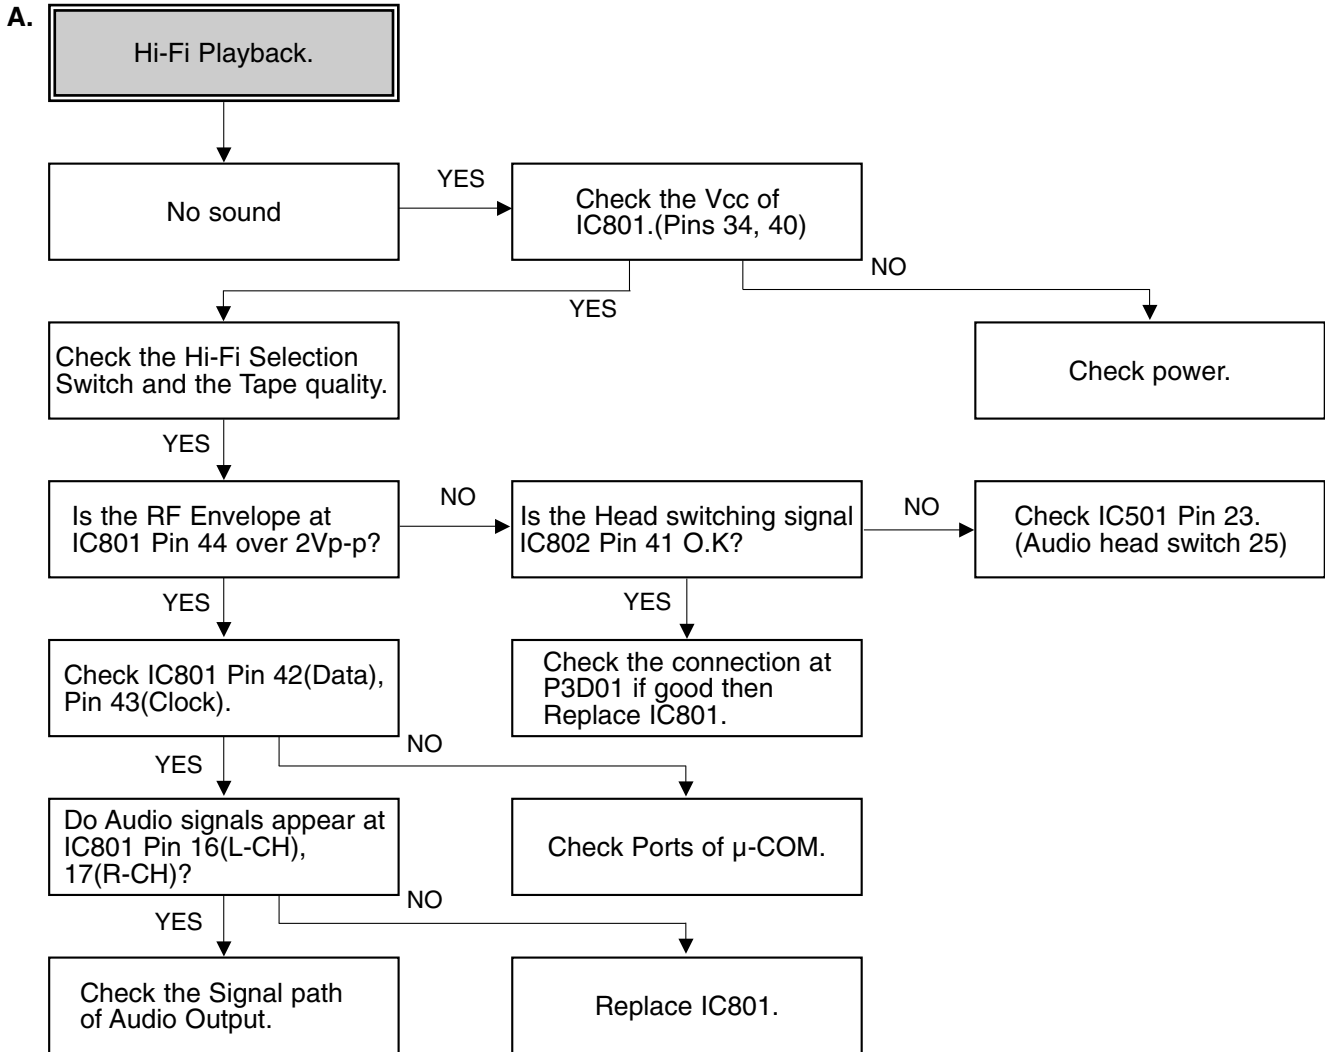 A.
Hi-Fi Playback.
No sound
YES
Check the Vcc of
IC801.(Pins 34, 40)
NO
YES
Check the Hi-Fi Selection
Switch and the Tape quality.
Check power.
YES
Is the RF Envelope at
IC801 Pin 44 over 2Vp-p?
NO
Is the Head switching signal
IC802 Pin 41 O.K?
NO
Check IC501 Pin 23.
(Audio head switch 25)
YES
YES
Check IC801 Pin 42(Data),
Pin 43(Clock).
Check the connection at
P3D01 if good then
Replace IC801.
NO
YES
Do Audio signals appear at
IC801 Pin 16(L-CH),
17(R-CH)?
Check Ports of µ-COM.
NO
YES
Check the Signal path
of Audio Output.
Replace IC801.